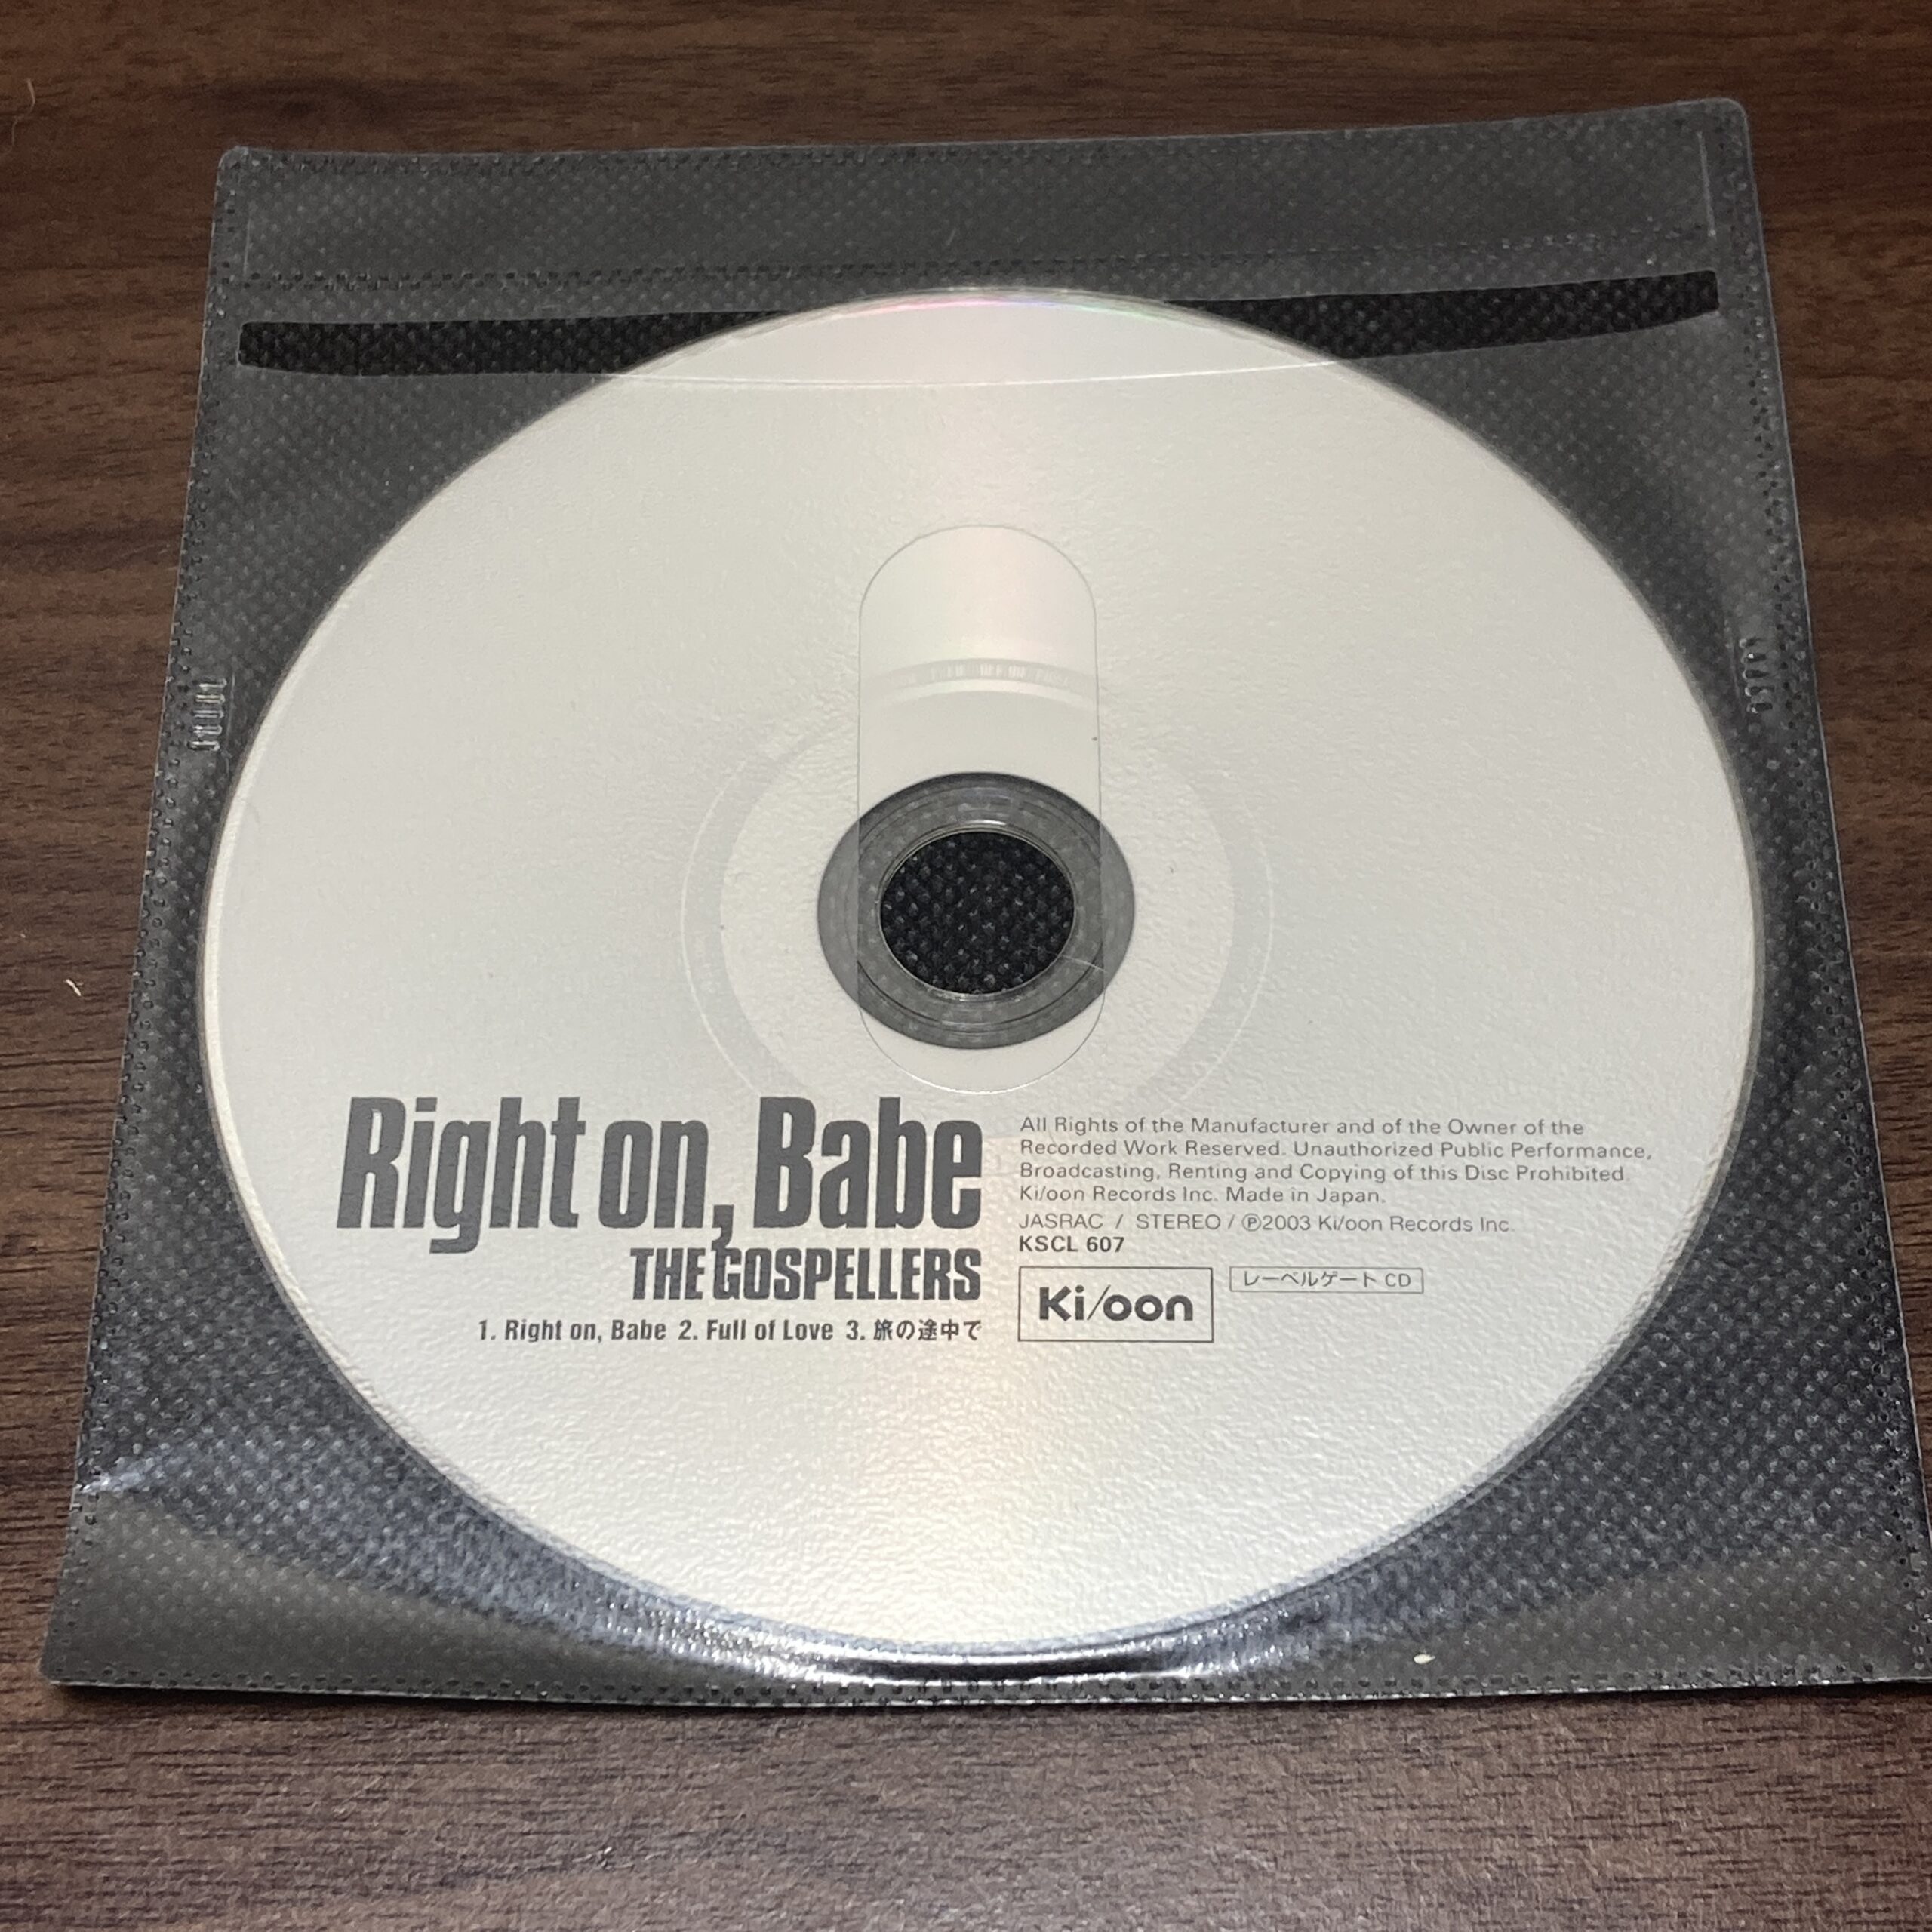 Right on, Babe
THE GOSPELLERS
1. Right on, Babe 2. Full of Love 3. 旅の途中で
All Rights of the Manufacturer and of the Owner of the
Recorded Work Reserved. Unauthorized Public Performance,
Broadcasting, Renting and Copying of this Disc Prohibited.
Ki/oon Records Inc. Made in Japan.
JASRAC / STEREO / ℗2003 Ki/oon Records Inc.
KSCL 607
Ki/oon
レーベルゲート CD